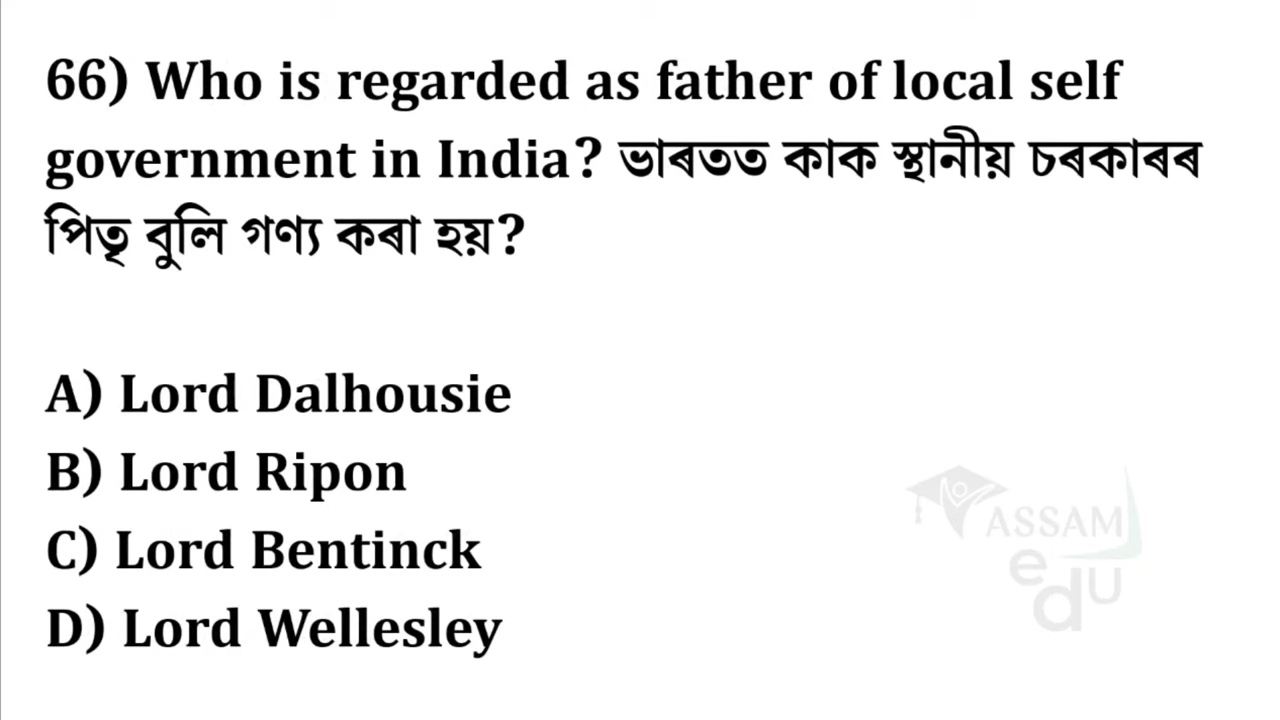 66) Who is regarded as father of local self
government in India? ভাৰতত কাক স্থানীয় চৰকাৰৰ
পিতৃ বুলি গণ্য কৰা হয়?
A) Lord Dalhousie
B) Lord Ripon
C) Lord Bentinck
D) Lord Wellesley
ASSAM
edu